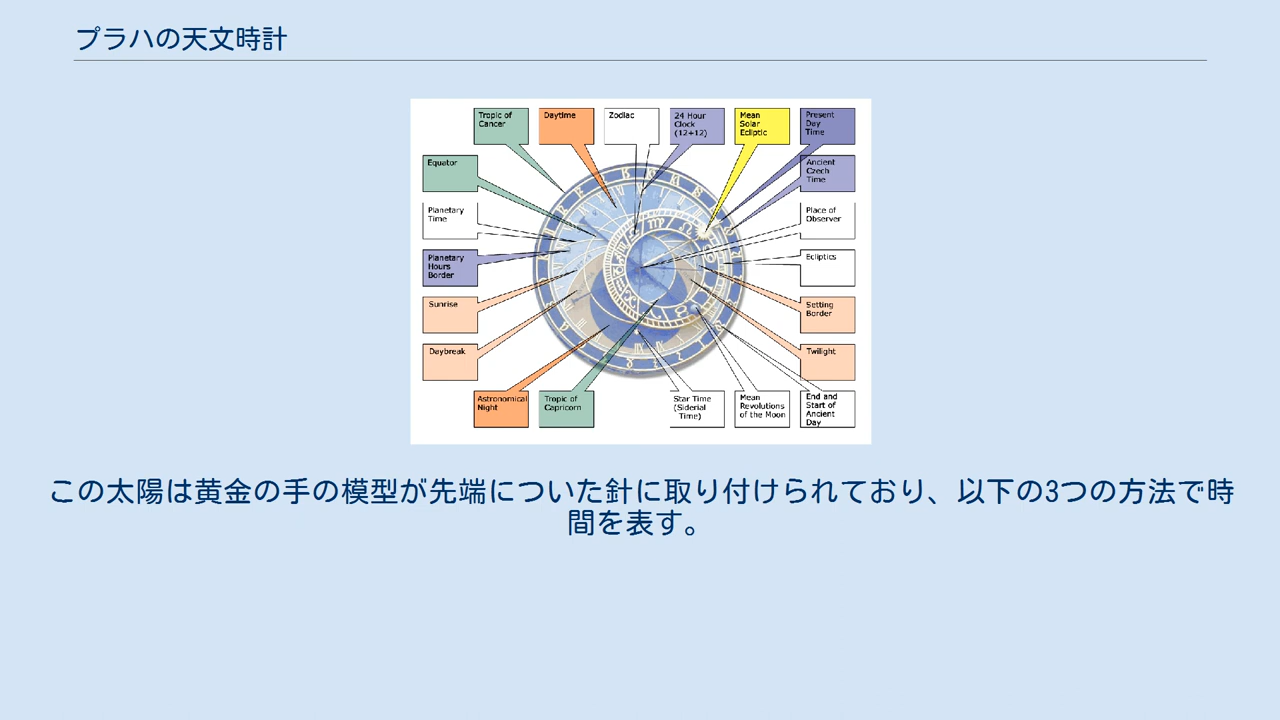 プラハの天文時計
Tropic of
Cancer
Daytime
Zodiac
24 Hour
Clock
(12+12)
Mean
Solar
Ecliptic
Present
Day
Time
Equator
Ancient
Czech
Time
Planetary
Time
Place of
Observer
Planetary
Hours
Border
Ecliptics
Sunrise
Setting
Border
Daybreak
Twilight
Astronomical
Night
Tropic of
Capricorn
Star Time
(Siderial
Time)
Mean
Revolutions
of the Moon
End and
Start of
Ancient
Day
この太陽は黄金の手の模型が先端についた針に取り付けられており、以下の3つの方法で時
間を表す。